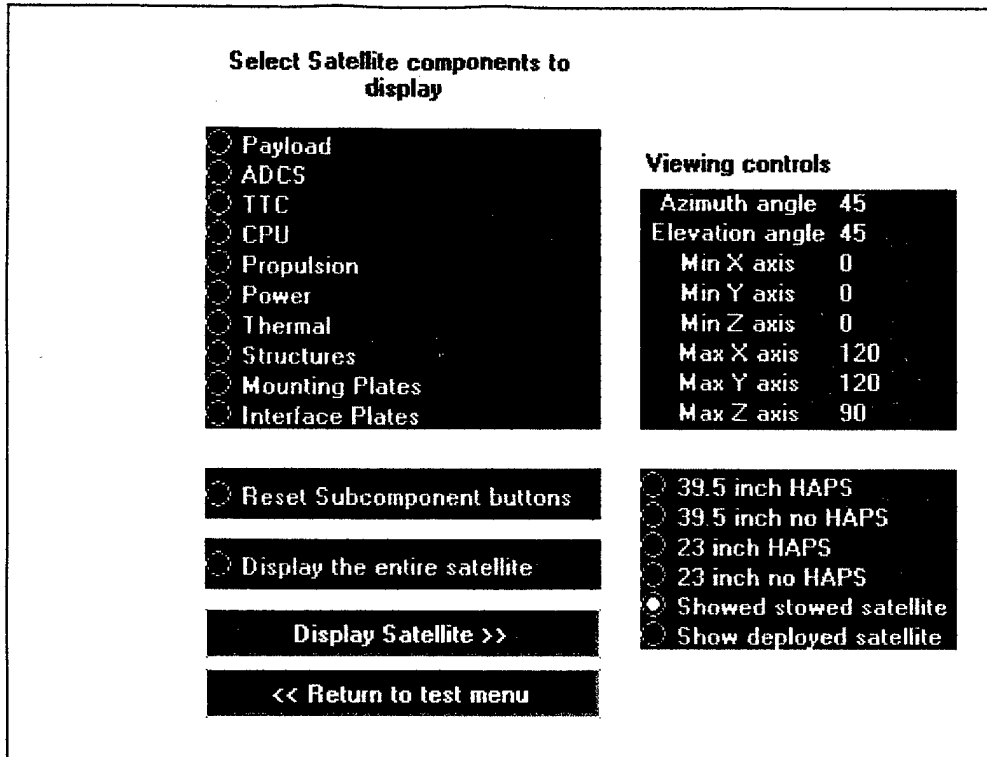 Select Satellite components to
display
Payload
ADCS
TTC
CPU
Propulsion
Power
Thermal
Structures
Mounting Plates
Interface Plates
Reset Subcomponent buttons
Display the entire satellite
Display Satellite >>
<< Return to test menu
Viewing controls
Azimuth angle 45
Elevation angle 45
Min X axis 0
Min Y axis 0
Min Z axis 0
Max X axis 120
Max Y axis 120
Max Z axis 90
39.5 inch HAPS
39.5 inch no HAPS
23 inch HAPS
23 inch no HAPS
Showed stowed satellite
Show deployed satellite